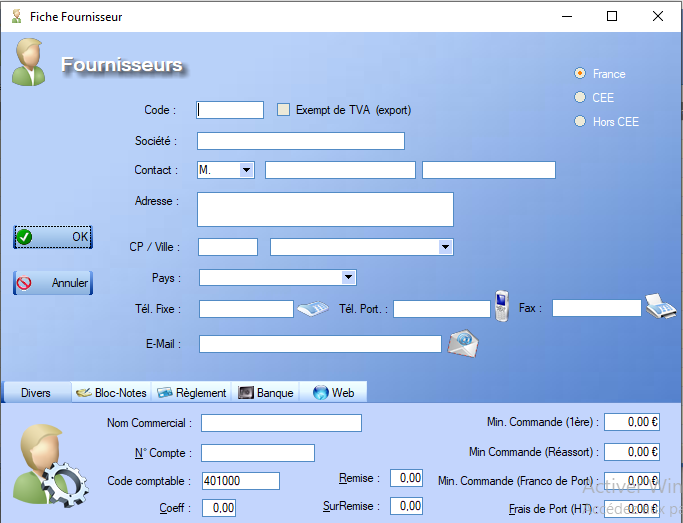 Fiche Fournisseur
Fournisseurs
France
CEE
Hors CEE
Code :
Exempt de TVA (export)
Société :
Contact :
M.
Adresse :
OK
CP / Ville :
Annuler
Pays :
Tél. Fixe :
Tél. Port. :
Fax :
E-Mail :
Divers
Bloc-Notes
Règlement
Banque
Web
Nom Commercial :
Min. Commande (1ère) :
0,00 €
N° Compte :
Min Commande (Réassort) :
0,00 €
Code comptable :
401000
Remise :
0,00
Min. Commande (Franco de Port) :
0,00 €
Coeff :
0,00
SurRemise :
0,00
Frais de Port (HT) :
0,00 €
Activer Win